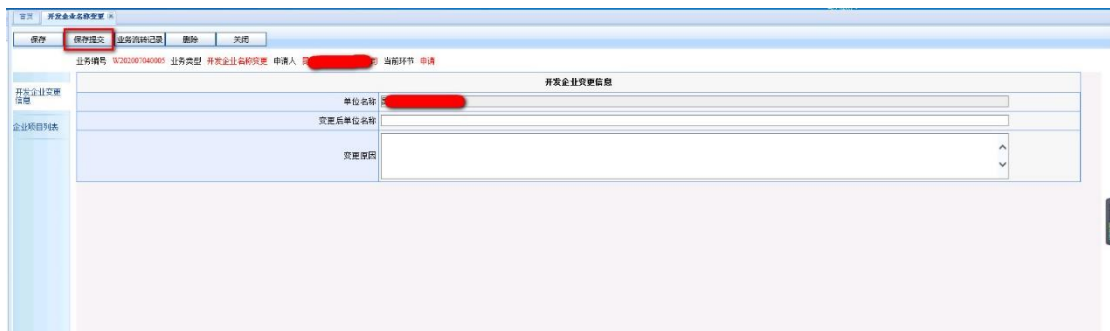 首页 开发企业名称变更
保存 保存提交 业务流转记录 删除 关闭
业务编号 W202007040005 业务类型 开发企业名称变更 申请人 当前环节 申请
开发企业变更信息
开发企业变更
信息
单位名称
变更后单位名称
企业项目列表
变更原因